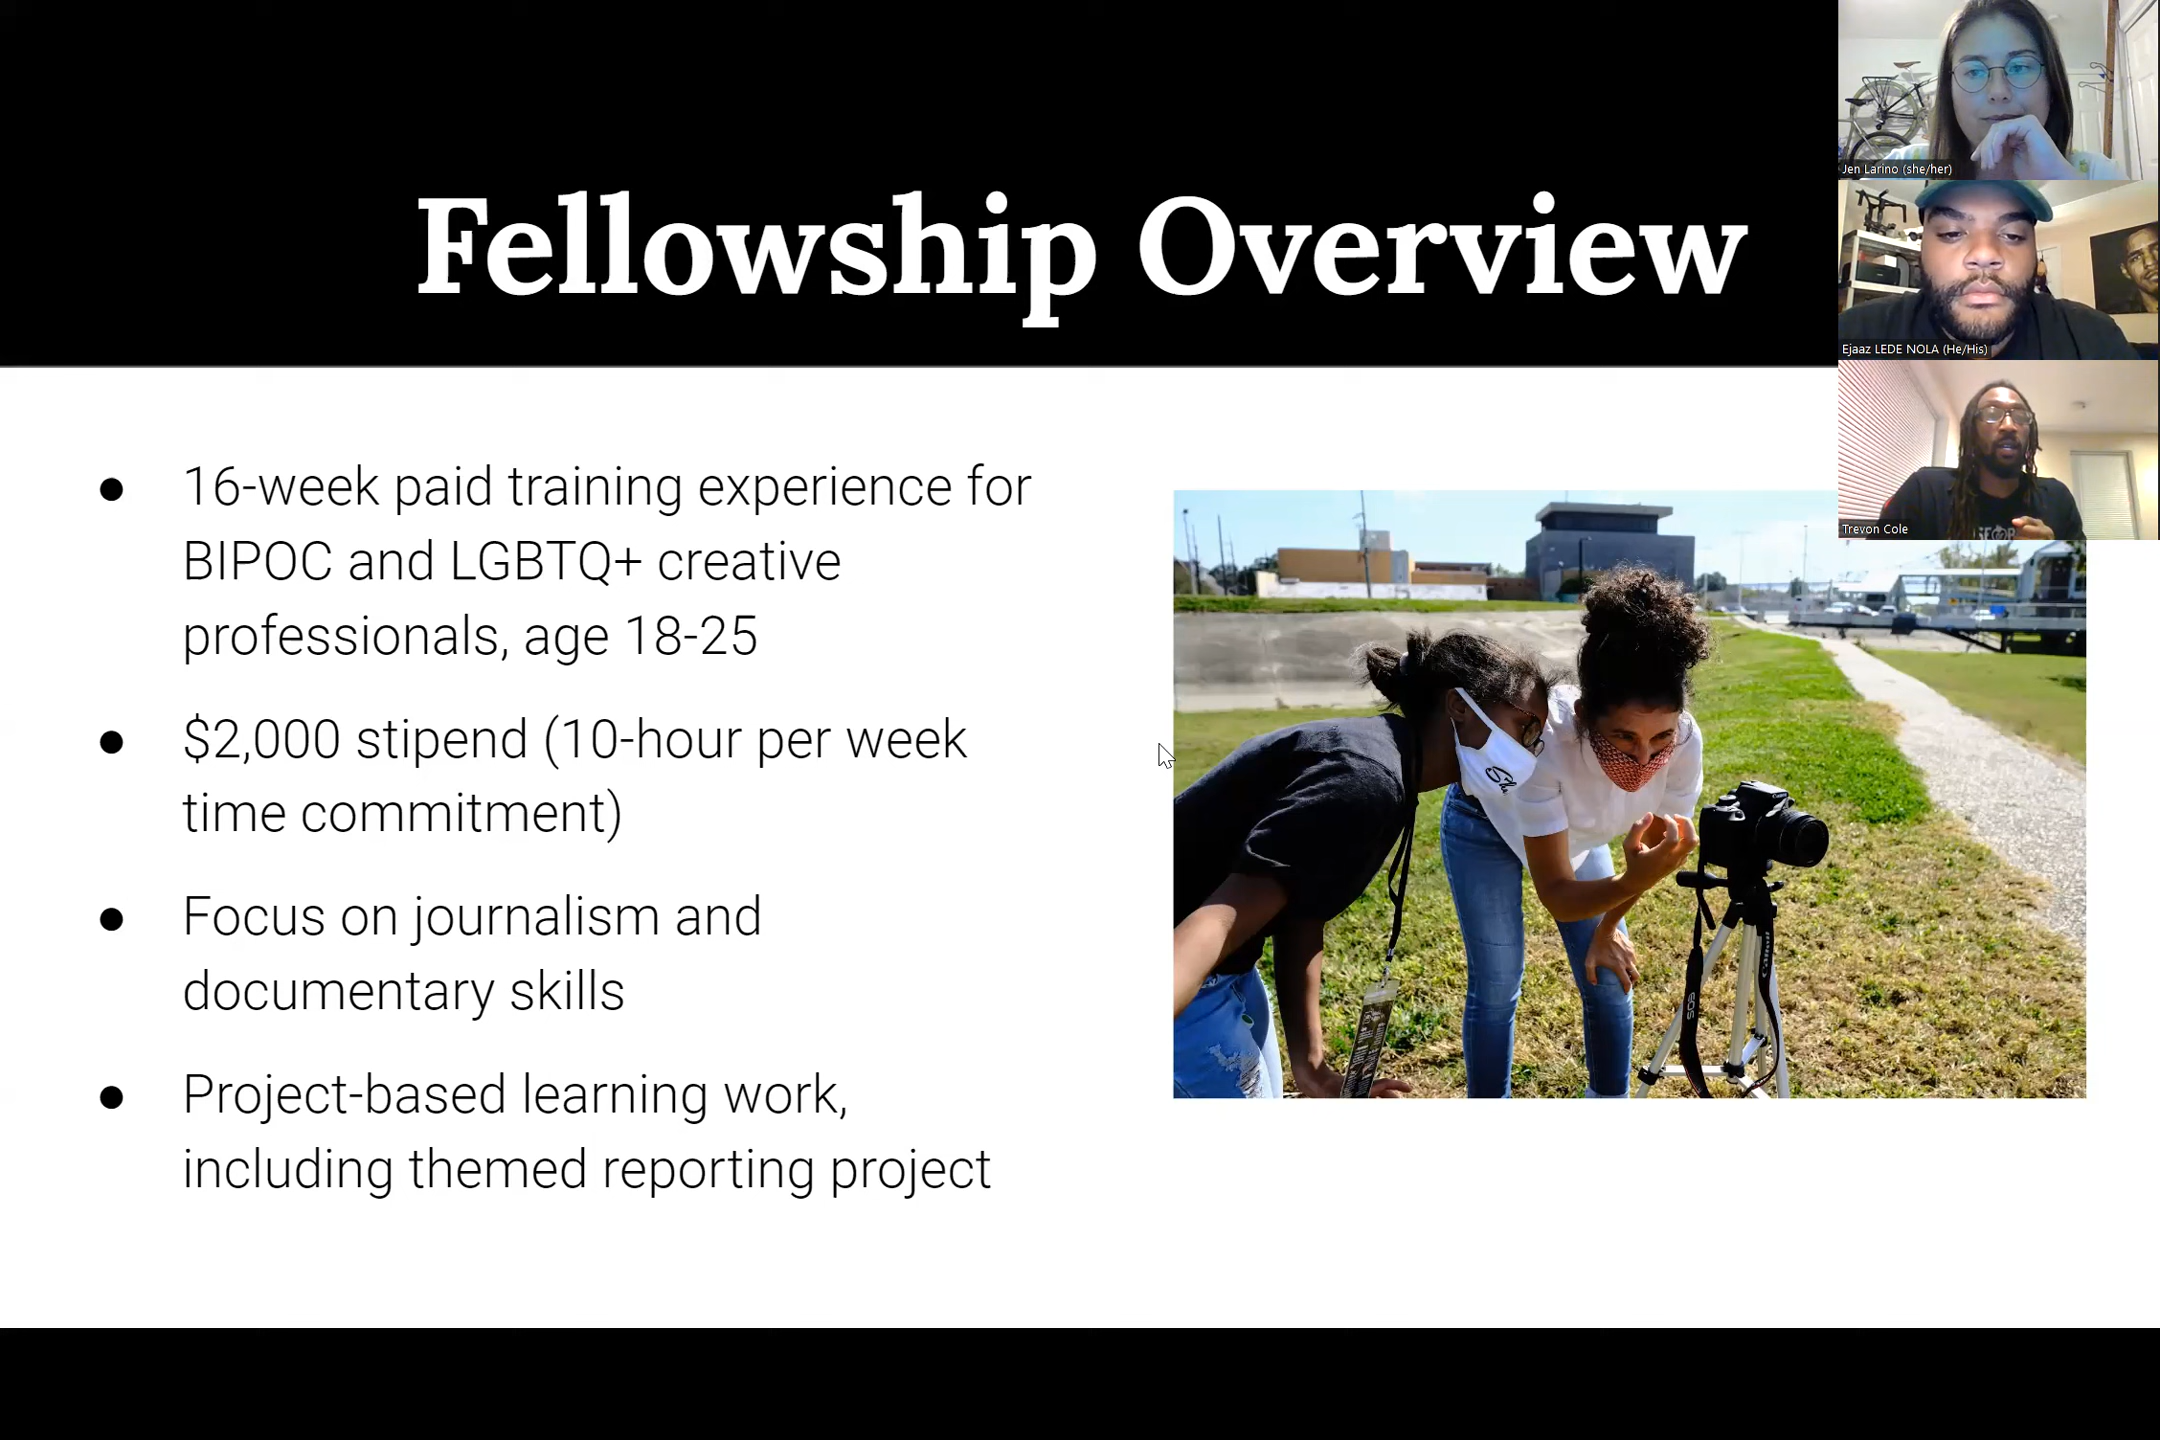 Fellowship Overview
● 16-week paid training experience for
BIPOC and LGBTQ+ creative
professionals, age 18-25
● $2,000 stipend (10-hour per week
time commitment)
● Focus on journalism and
documentary skills
● Project-based learning work,
including themed reporting project
Jen Larino (she/her)
Ejaaz LEDE NOLA (He/His)
Trevon Cole
Canon
EOS